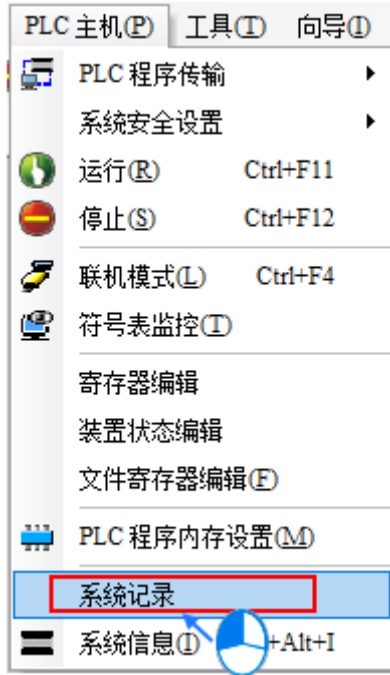 PLC 主机(P) 工具(T) 向导(I)
PLC 程序传输
系统安全设置
运行(R) Ctrl+F11
停止(S) Ctrl+F12
联机模式(L) Ctrl+F4
符号表监控(T)
寄存器编辑
装置状态编辑
文件寄存器编辑(F)
PLC 程序内存设置(M)
系统记录
系统信息(I) +Alt+I